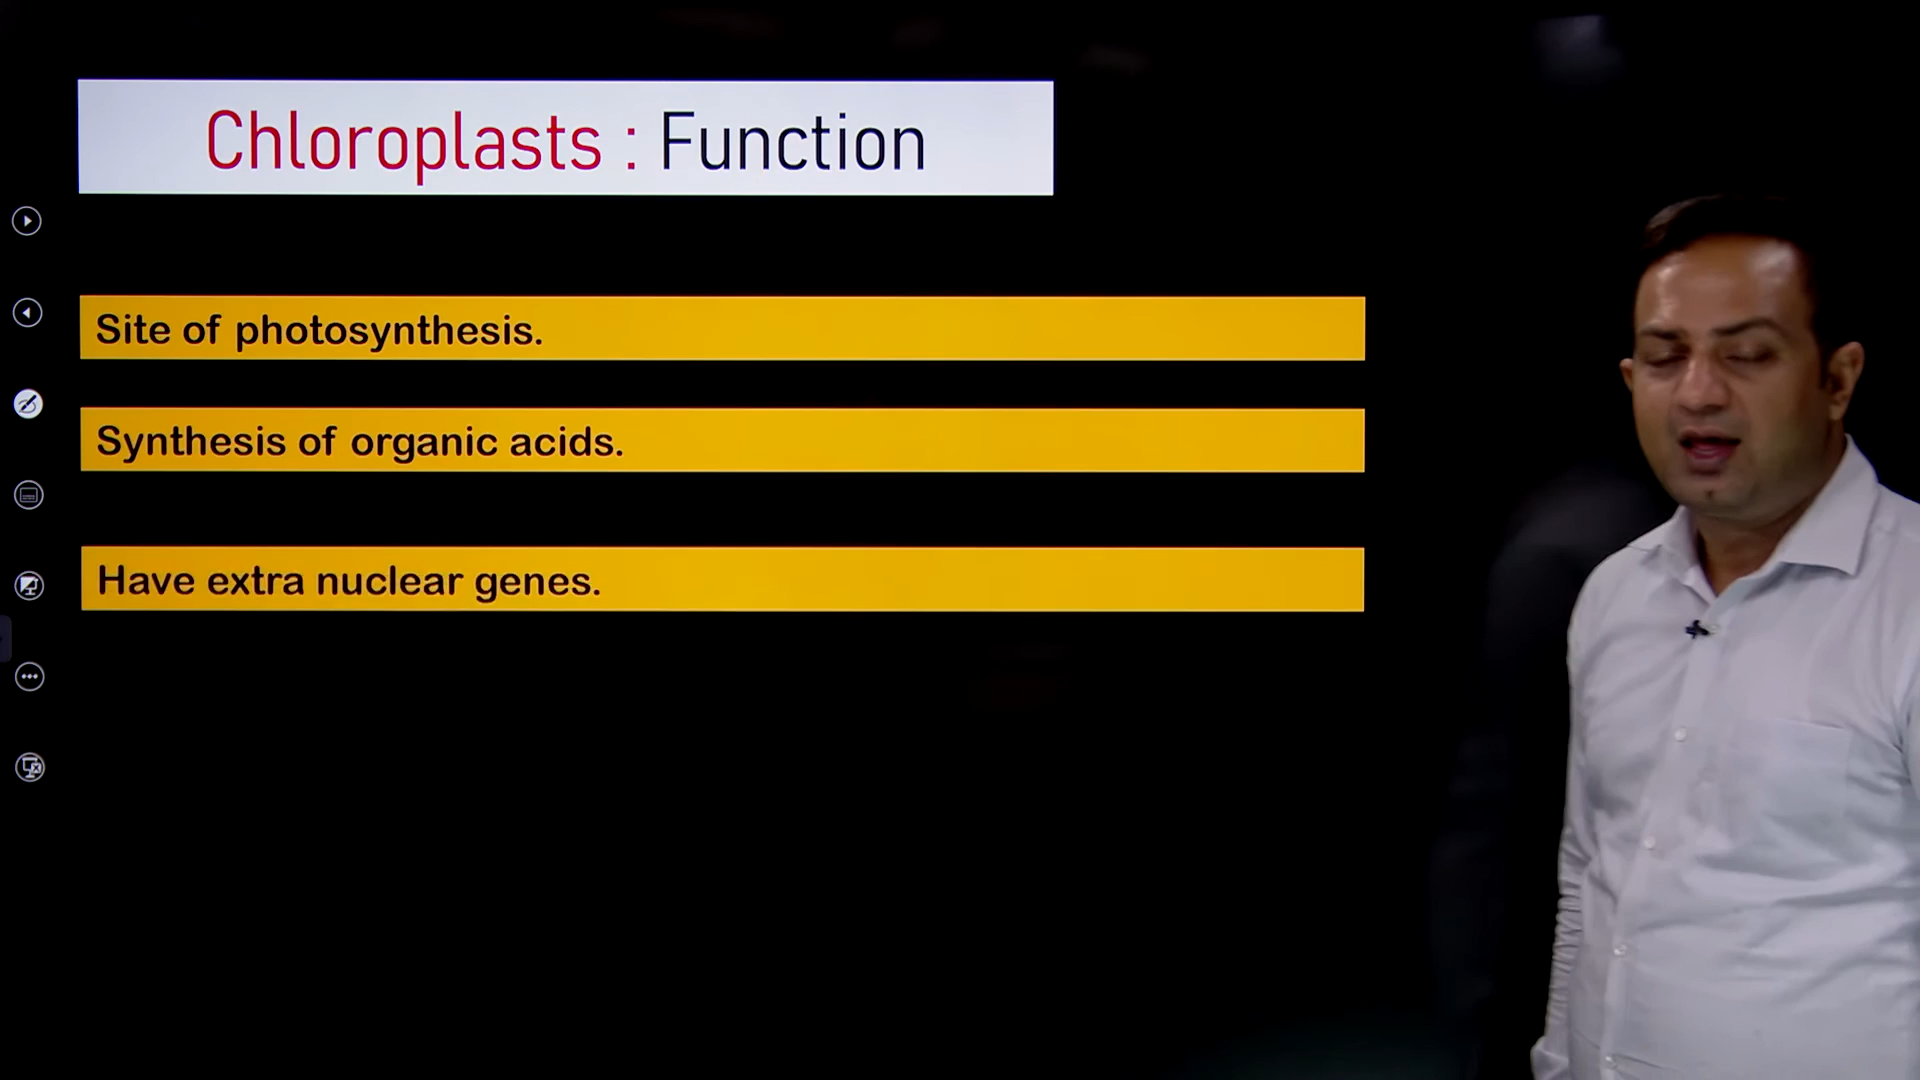 Chloroplasts : Function
Site of photosynthesis.
Synthesis of organic acids.
Have extra nuclear genes.